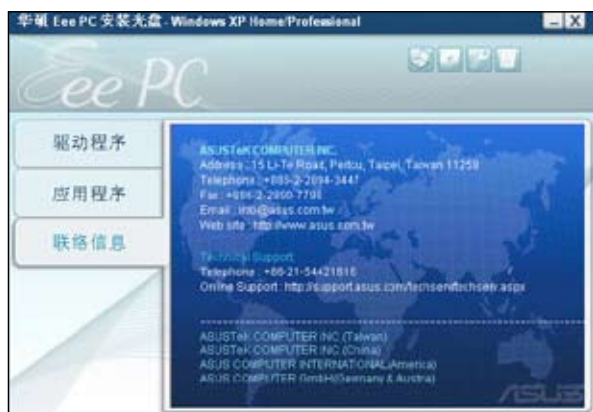 华硕 Eee PC 安装光盘 - Windows XP Home/Professional
Eee PC
驱动程序
应用程序
联络信息
ASUSTeK COMPUTER INC.
Address : 15 Li-Te Road, Peitou, Taipei, Taiwan 11259
Telephone : +886-2-2894-3447
Fax : +886-2-2890-7798
Email : info@asus.com.tw
Web site : http://www.asus.com.tw
Technical Support
Telephone : +86-21-54421616
Online Support : http://support.asus.com/techserv/techserv.aspx
ASUSTeK COMPUTER INC.(Taiwan)
ASUSTeK COMPUTER INC.(China)
ASUS COMPUTER INTERNATIONAL(America)
ASUS COMPUTER GmbH(Germany & Austria)
ASUS